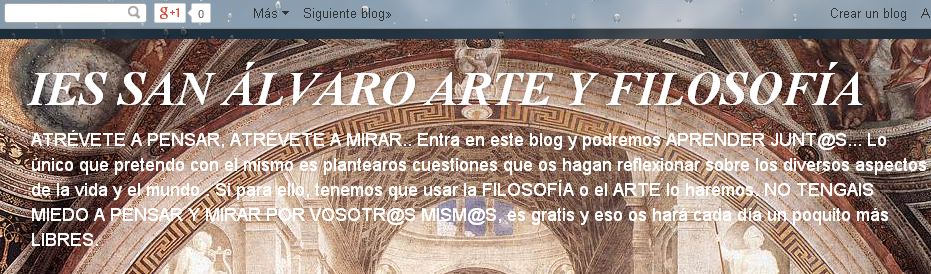 g+1 0 Más Siguiente blog» Crear un blog A
IES SAN ÁLVARO ARTE Y FILOSOFÍA
ATRÉVETE A PENSAR, ATRÉVETE A MIRAR.. Entra en este blog y podremos APRENDER JUNT@S... Lo
único que pretendo con el mismo es plantearos cuestiones que os hagan reflexionar sobre los diversos aspectos
de la vida y el mundo . Si para ello, tenemos que usar la FILOSOFÍA o el ARTE lo haremos. NO TENGAIS
MIEDO A PENSAR Y MIRAR POR VOSOTR@S MISM@S, es gratis y eso os hará cada día un poquito más
LIBRES.